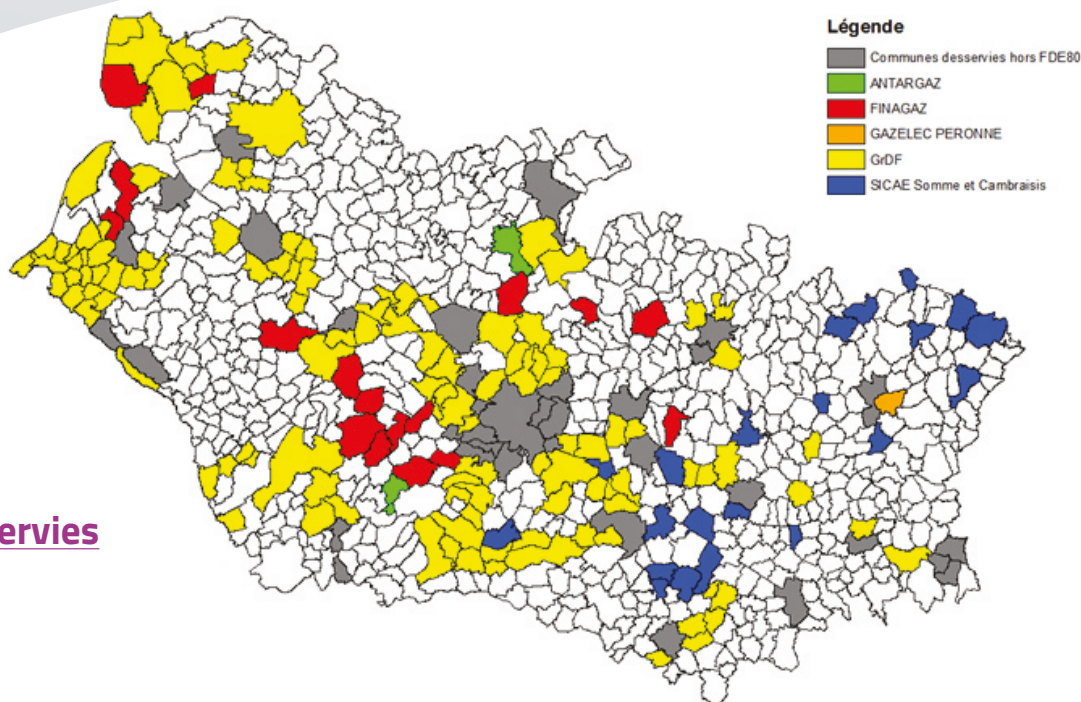 Légende
Communes desservies hors FDE80
ANTARGAZ
FINAGAZ
GAZELEC PERONNE
GrDF
SICAE Somme et Cambraisis
ervies